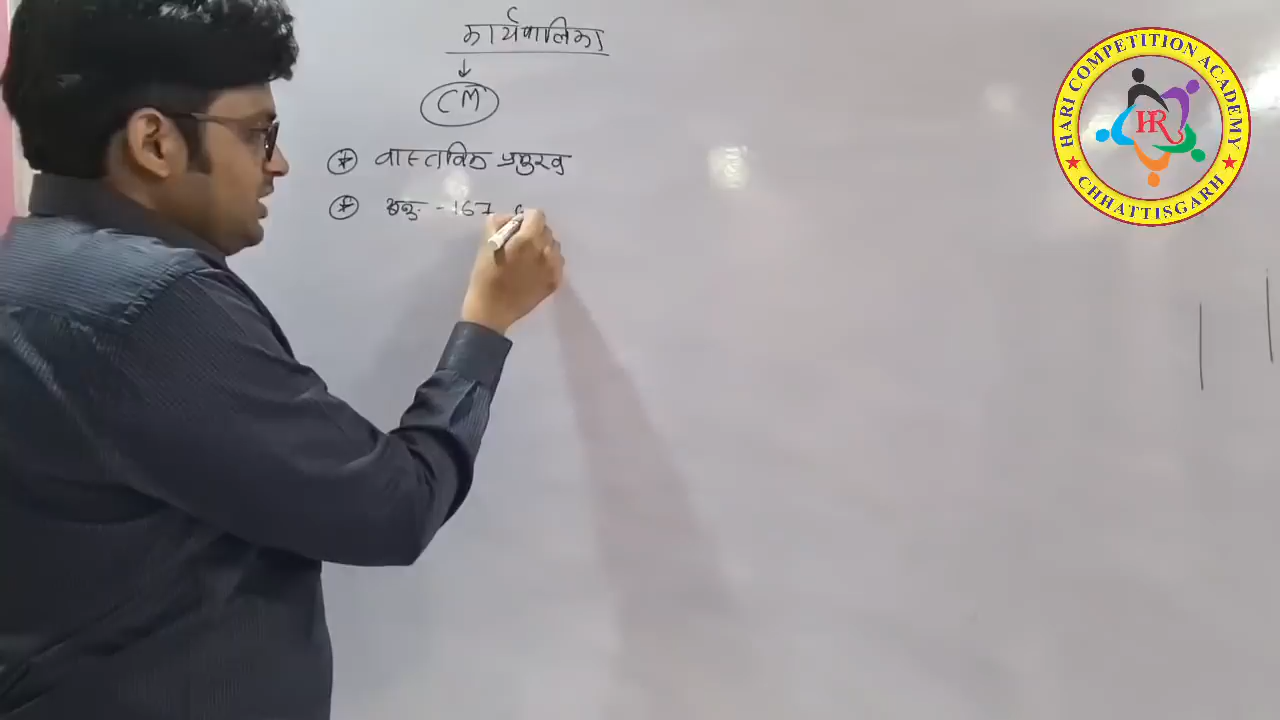 कार्यपालिका
CM
वास्तविक प्रमुख
अनु. - 167
HARI COMPETITION ACADEMY
HR
CHHATTISGARH